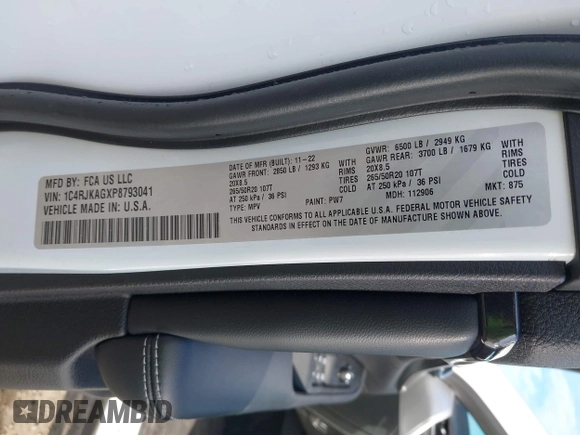 MFD BY: FCA US LLC
VIN: 1C4RJKAGXP8793041
VEHICLE MADE IN: U.S.A.
DATE OF MFR (BUILT): 11-22
GAWR FRONT: 2850 LB / 1293 KG
20X8.5 RIMS
265/50R20 107T TIRES
AT 250 kPa / 36 PSI COLD
TYPE: MPV
GVWR: 6500 LB / 2949 KG
GAWR REAR: 3700 LB / 1679 KG
20X8.5 RIMS
265/50R20 107T TIRES
AT 250 kPa / 36 PSI COLD
PAINT: PW7
MDH: 112906
MKT: 875
THIS VEHICLE CONFORMS TO ALL APPLICABLE U.S.A. FEDERAL MOTOR VEHICLE SAFETY
STANDARDS IN EFFECT ON THE DATE OF MANUFACTURE SHOWN ABOVE
DREAMBID